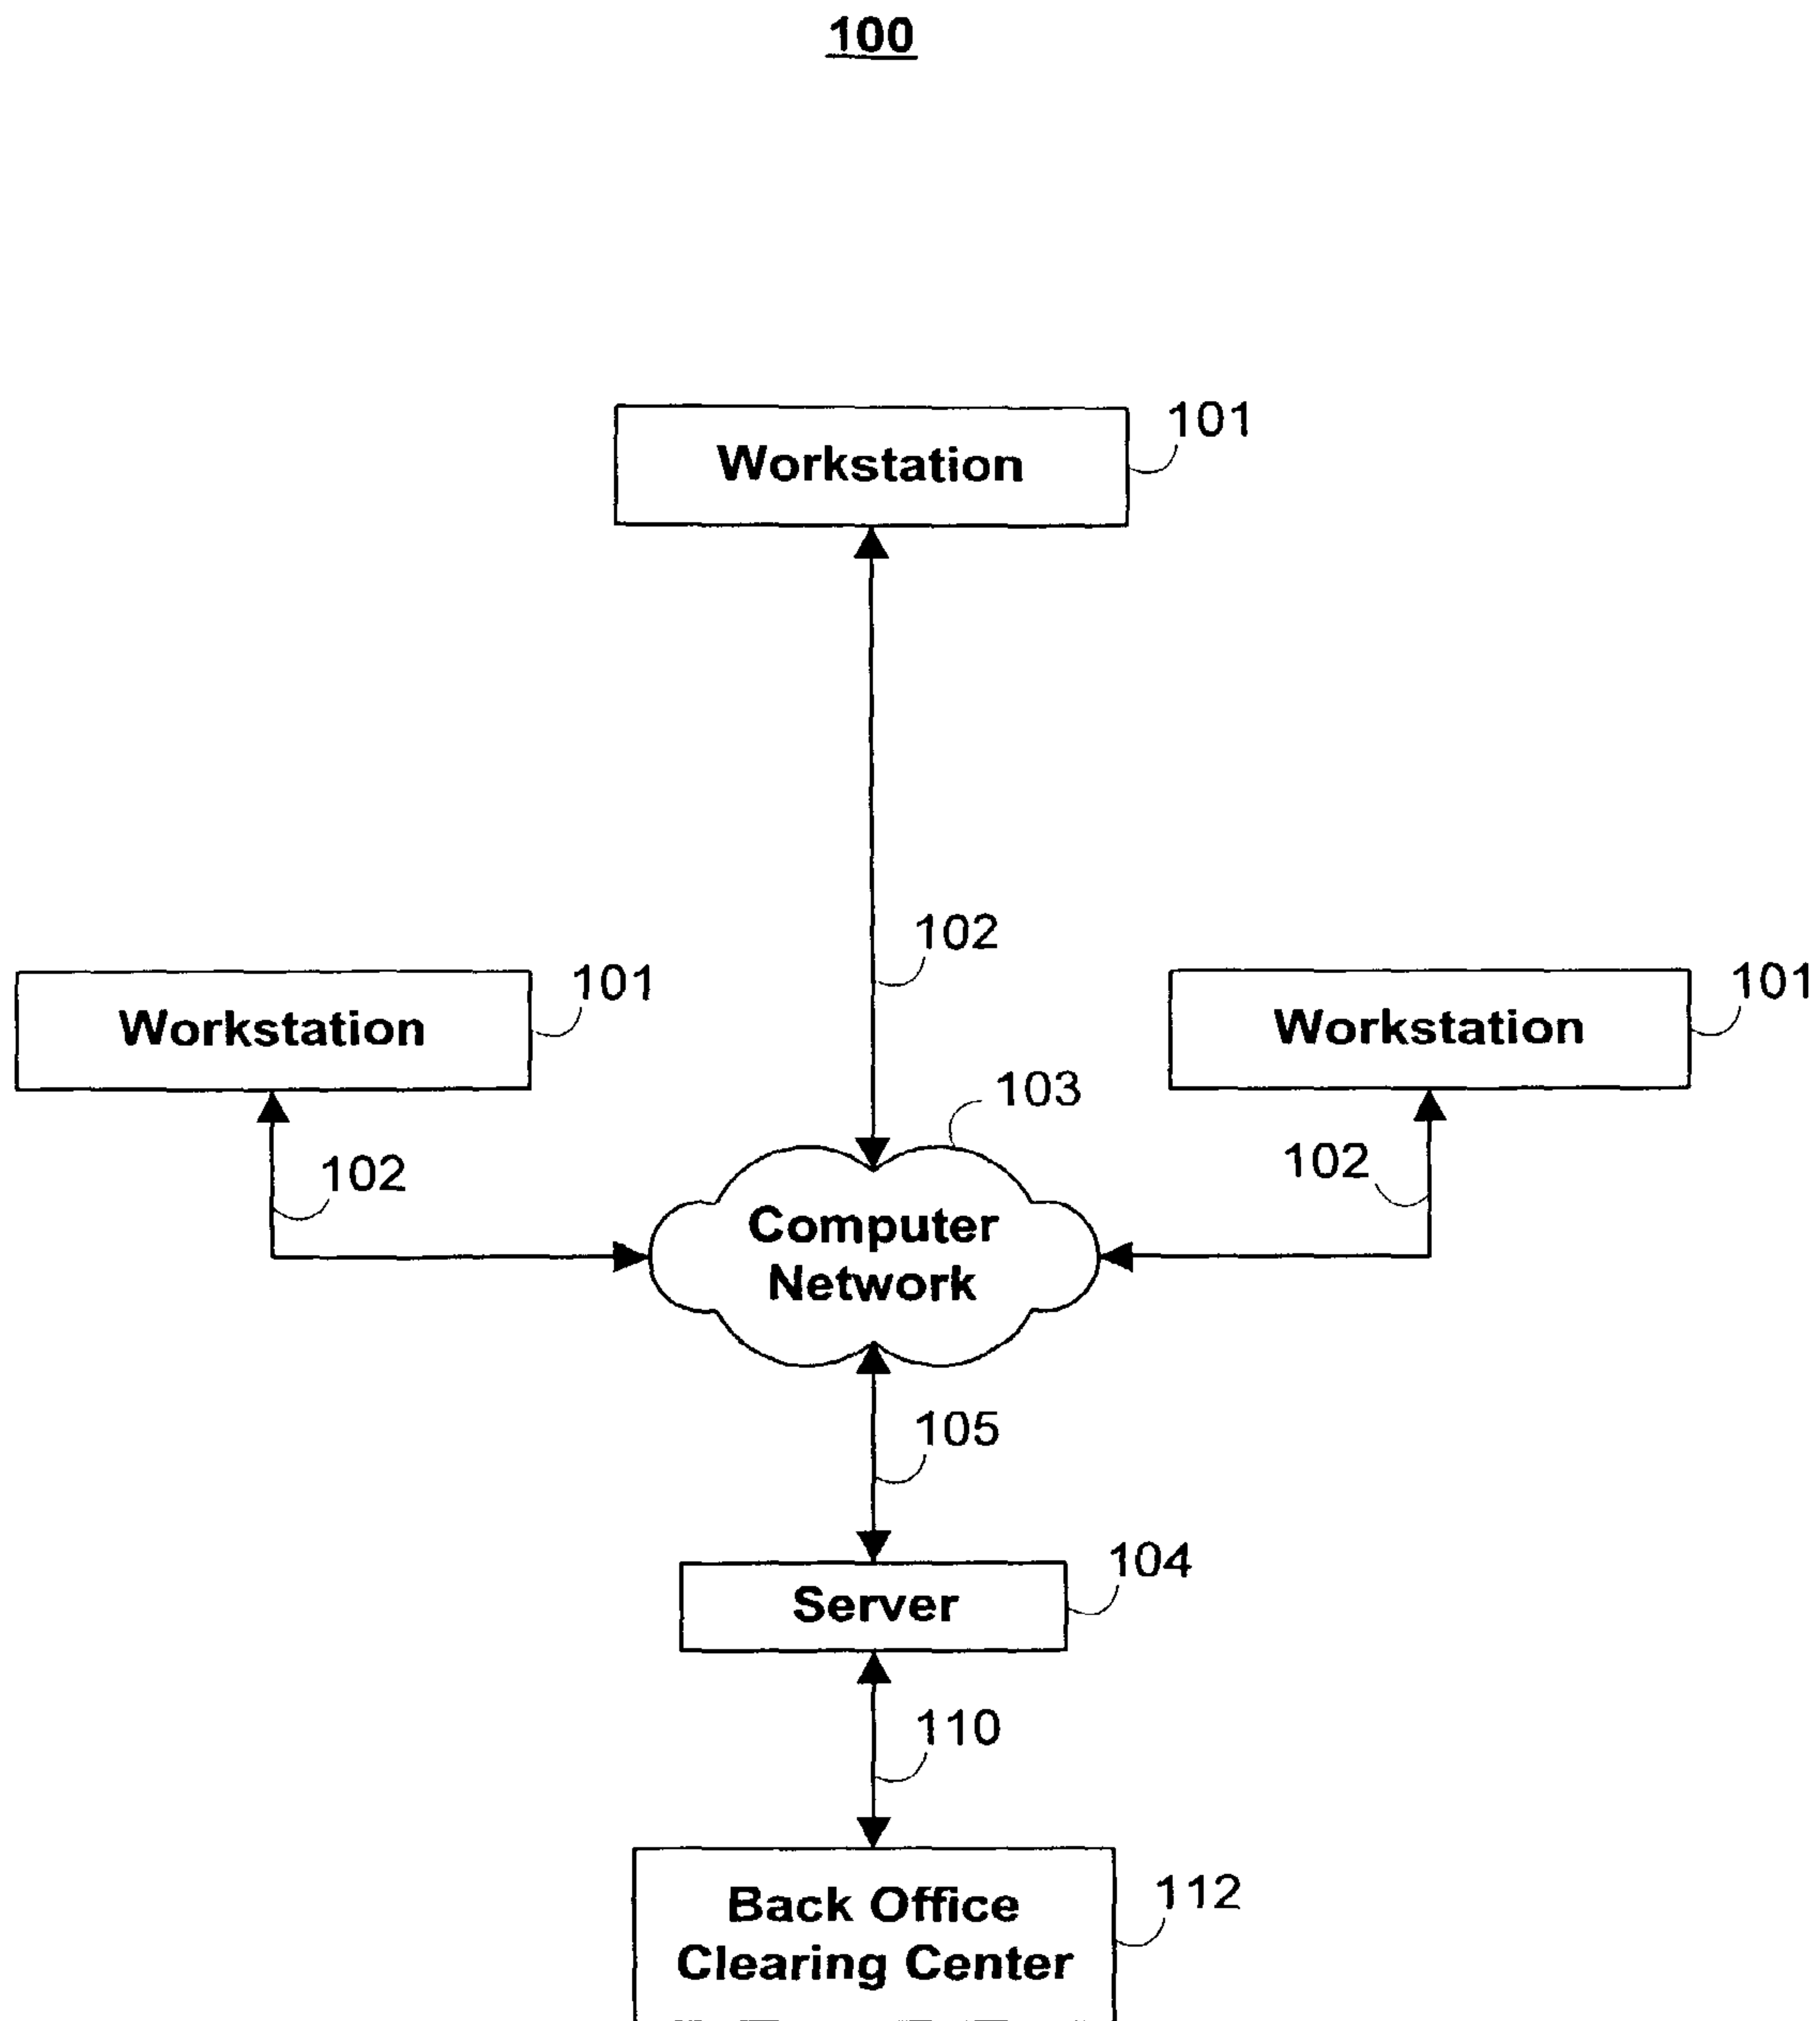 100
Workstation
101
102
Workstation
101
Workstation
101
103
102
102
Computer
Network
105
Server
104
110
Back Office
Clearing Center
112